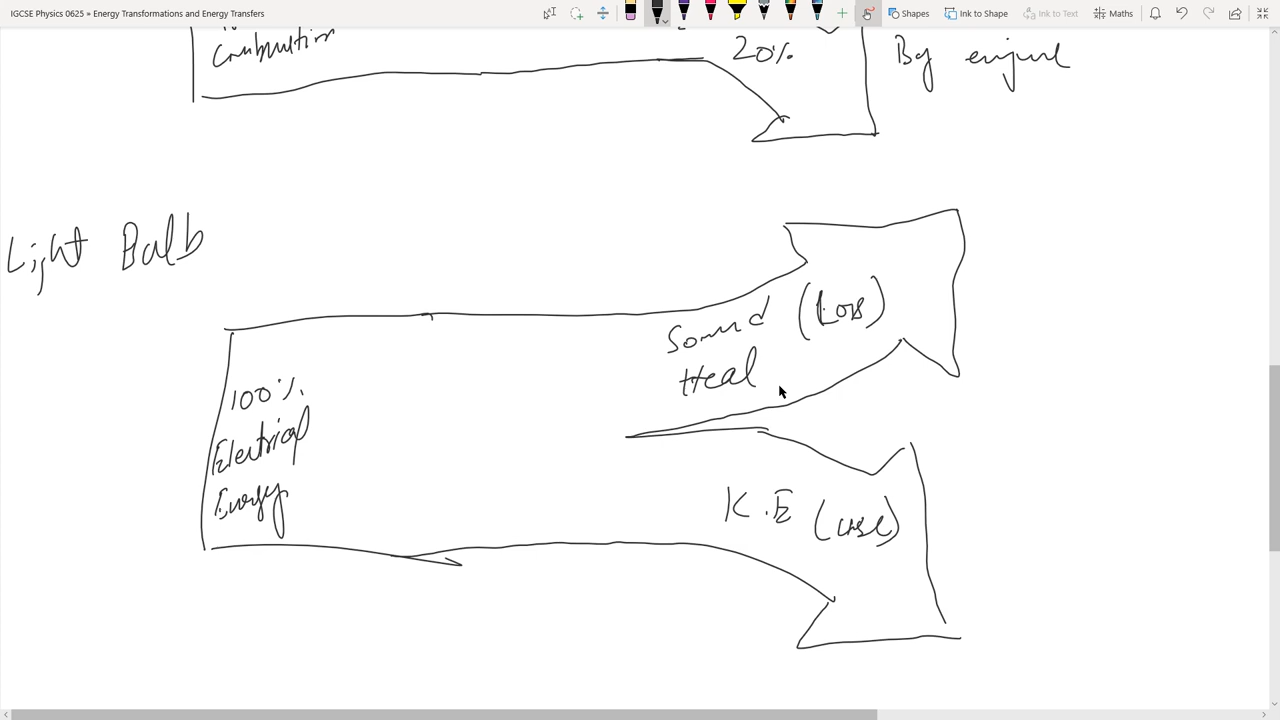 IGCSE Physics 0625 » Energy Transformations and Energy Transfers
Shapes
Ink to Shape
Ink to Text
Maths
Combustion
20%
By
Light Bulb
Sound (Loss)
Heat
100%
Electrical
Energy
K.E (use)